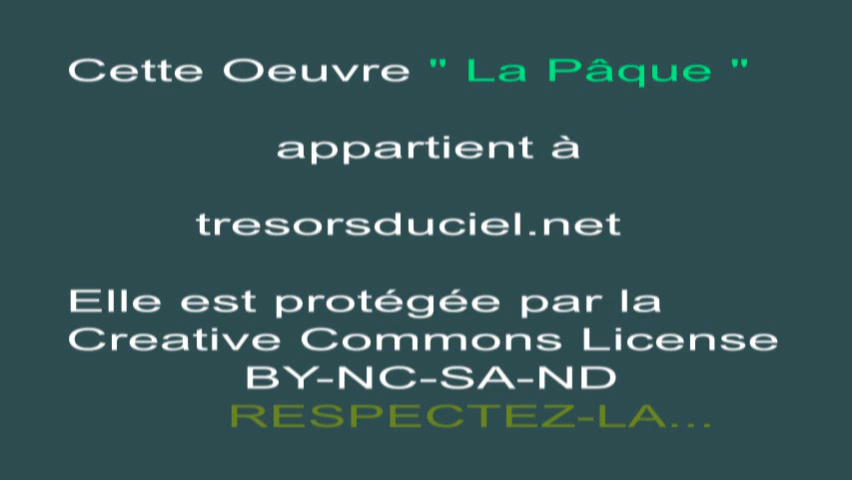 Cette Oeuvre " La Pâque "
appartient à
tresorsduciel.net
Elle est protégée par la
Creative Commons License
BY-NC-SA-ND
RESPECTEZ-LA...